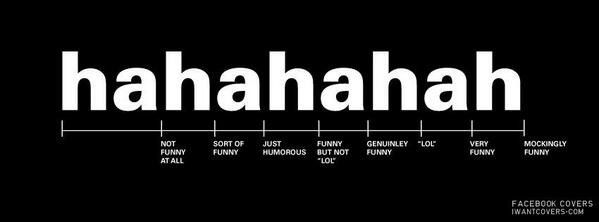 hahahahah
NOT FUNNY AT ALL
SORT OF FUNNY
JUST HUMOROUS
FUNNY BUT NOT "LOL"
GENUINLEY FUNNY
"LOL"
VERY FUNNY
MOCKINGLY FUNNY
FACEBOOK COVERS
IWANTCOVERS.COM